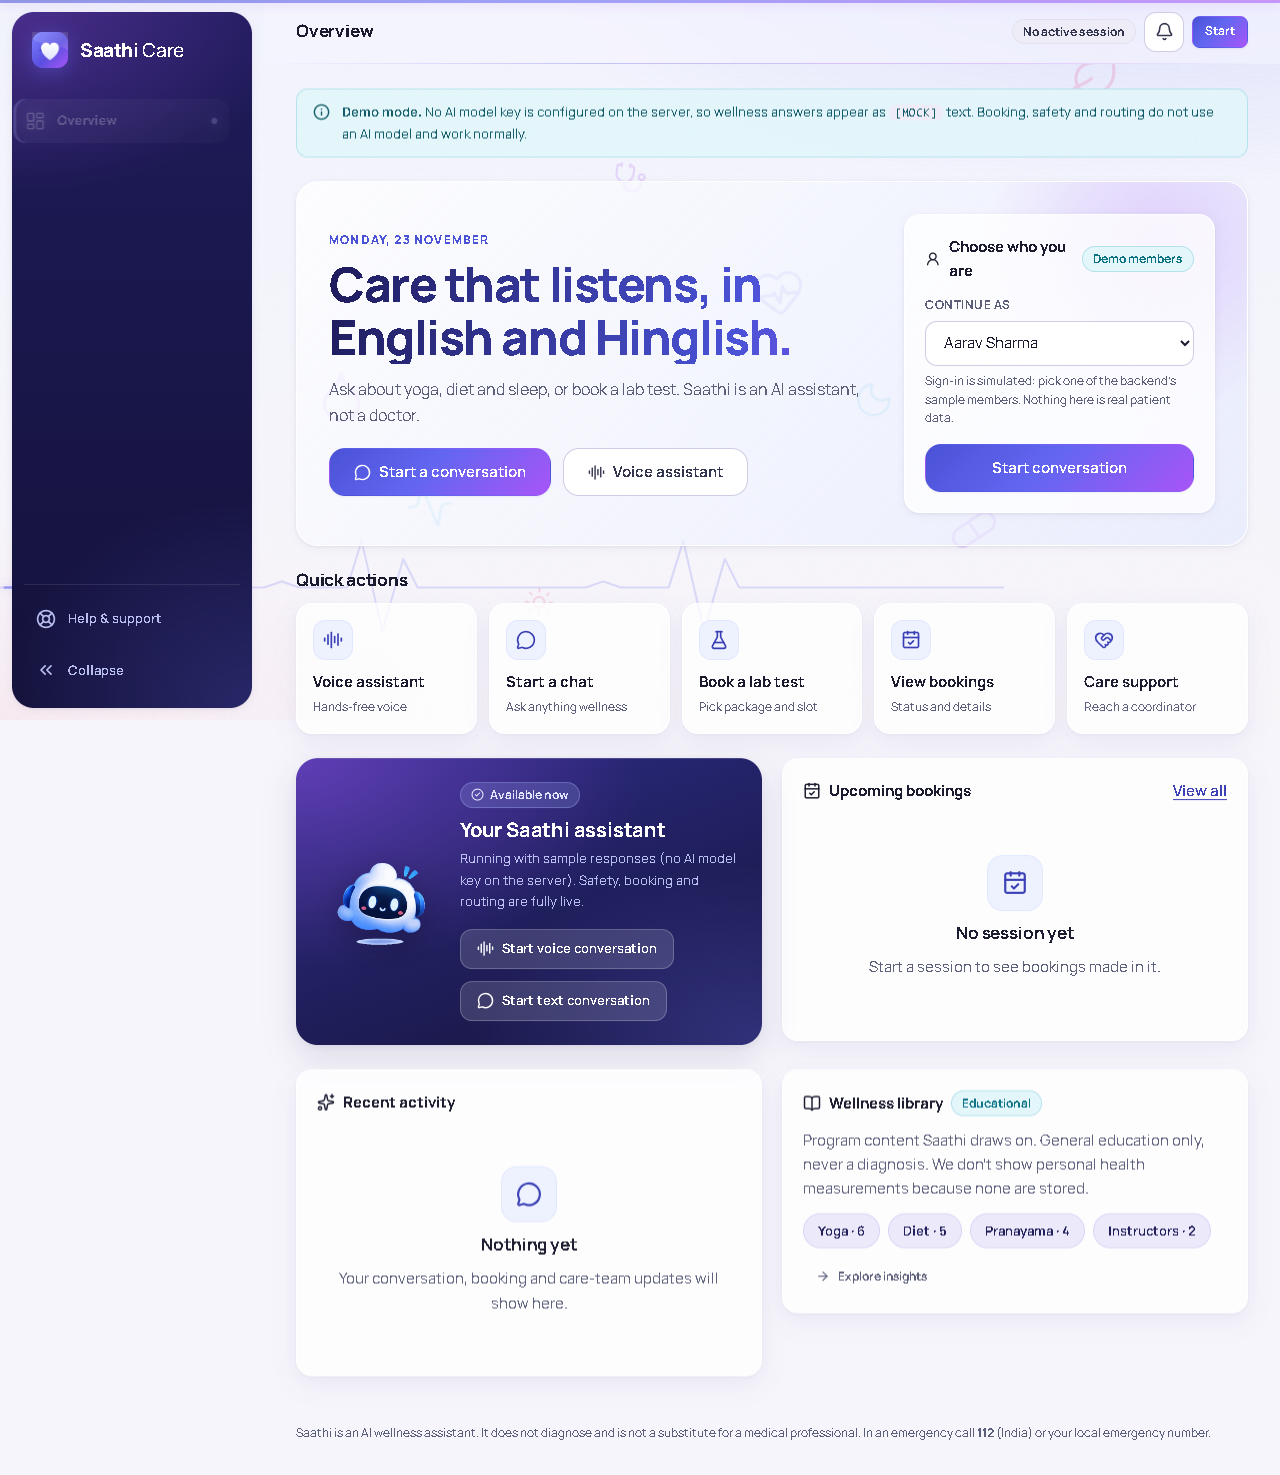 Saathi Care
Overview
Help & support
Collapse
Overview
No active session
Start
Demo mode. No AI model key is configured on the server, so wellness answers appear as [MOCK] text. Booking, safety and routing do not use
an AI model and work normally.
MONDAY, 23 NOVEMBER
Care that listens, in
English and Hinglish.
Ask about yoga, diet and sleep, or book a lab test. Saathi is an AI assistant,
not a doctor.
Start a conversation
Voice assistant
Choose who you
are
Demo members
CONTINUE AS
Aarav Sharma
Sign-in is simulated: pick one of the backend's
sample members. Nothing here is real patient
data.
Start conversation
Quick actions
Voice assistant
Hands-free voice
Start a chat
Ask anything wellness
Book a lab test
Pick package and slot
View bookings
Status and details
Care support
Reach a coordinator
Available now
Your Saathi assistant
Running with sample responses (no AI model
key on the server). Safety, booking and
routing are fully live.
Start voice conversation
Start text conversation
Upcoming bookings
View all
No session yet
Start a session to see bookings made in it.
Recent activity
Nothing yet
Your conversation, booking and care-team updates will
show here.
Wellness library
Educational
Program content Saathi draws on. General education only,
never a diagnosis. We don't show personal health
measurements because none are stored.
Yoga · 6
Diet · 5
Pranayama · 4
Instructors · 2
Explore insights
Saathi is an AI wellness assistant. It does not diagnose and is not a substitute for a medical professional. In an emergency call 112 (India) or your local emergency number.